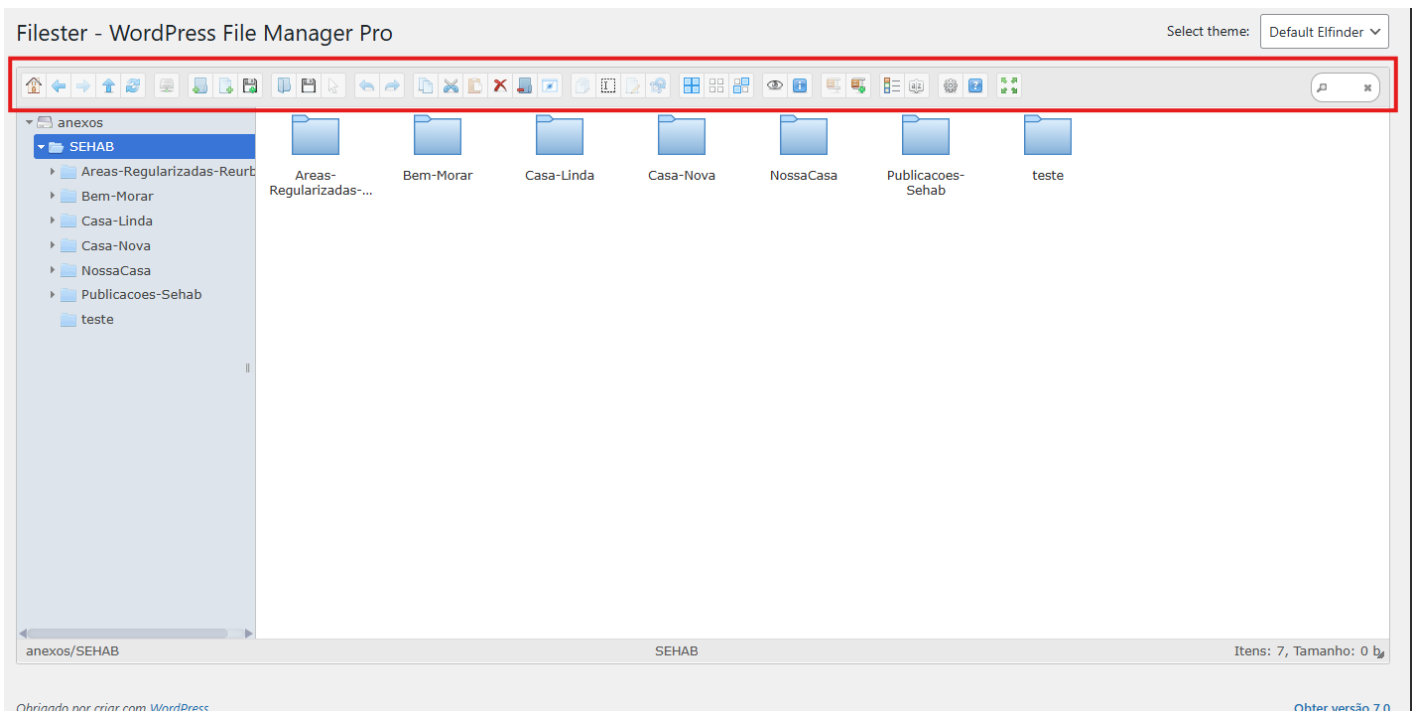 Filester - WordPress File Manager Pro
Select theme: Default Elfinder
anexos
SEHAB
Areas-Regularizadas-Reurb
Bem-Morar
Casa-Linda
Casa-Nova
NossaCasa
Publicacoes-Sehab
teste
Areas-
Regularizadas-...
Bem-Morar
Casa-Linda
Casa-Nova
NossaCasa
Publicacoes-
Sehab
teste
anexos/SEHAB
SEHAB
Itens: 7, Tamanho: 0 b
Obrigado por criar com WordPress
Obter versão 7.0